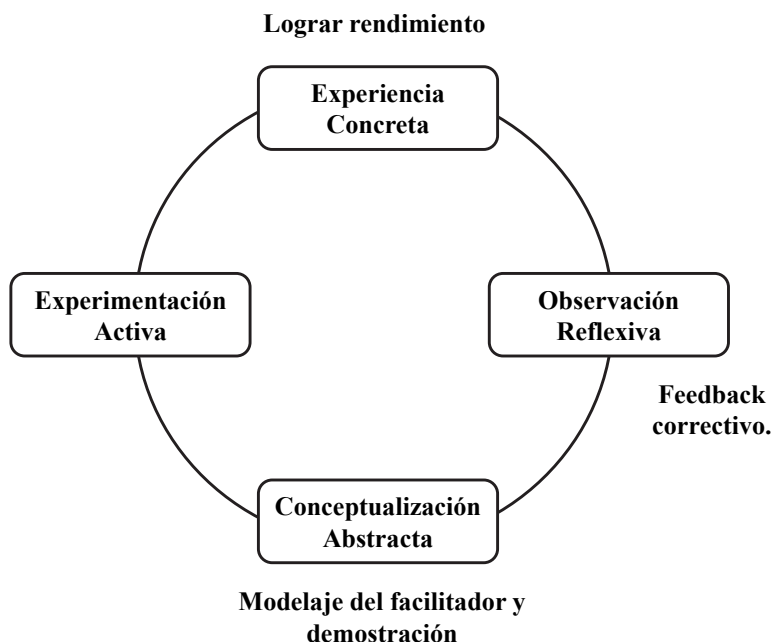 Lograr rendimiento
Experiencia
Concreta
Experimentación
Activa
Observación
Reflexiva
Feedback
correctivo.
Conceptualización
Abstracta
Modelaje del facilitador y
demostración